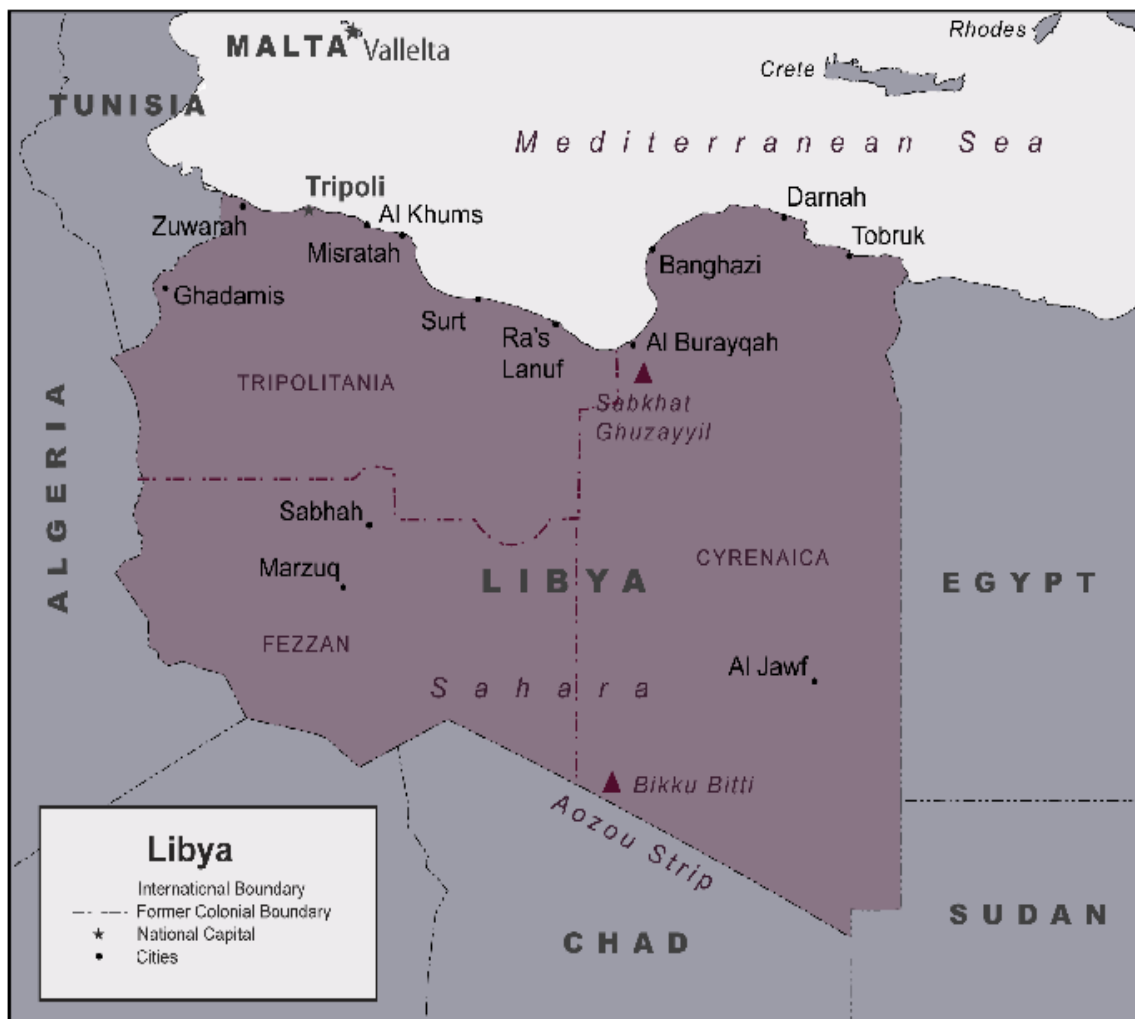 MALTA
Vallelta
Rhodes
Crete
TUNISIA
Mediterranean Sea
Tripoli
Zuwarah
Al Khums
Misratah
Darnah
Tobruk
Banghazi
Ghadamis
Surt
Ra's
Lanuf
Al Burayqah
TRIPOLITANIA
Sabkhat
Ghuzayyil
ALGERIA
Sabhah
Marzuq
LIBYA
CYRENAICA
EGYPT
FEZZAN
Al Jawf
Sahara
Bikku Bitti
Aozou Strip
CHAD
SUDAN
Libya
International Boundary
Former Colonial Boundary
National Capital
Cities